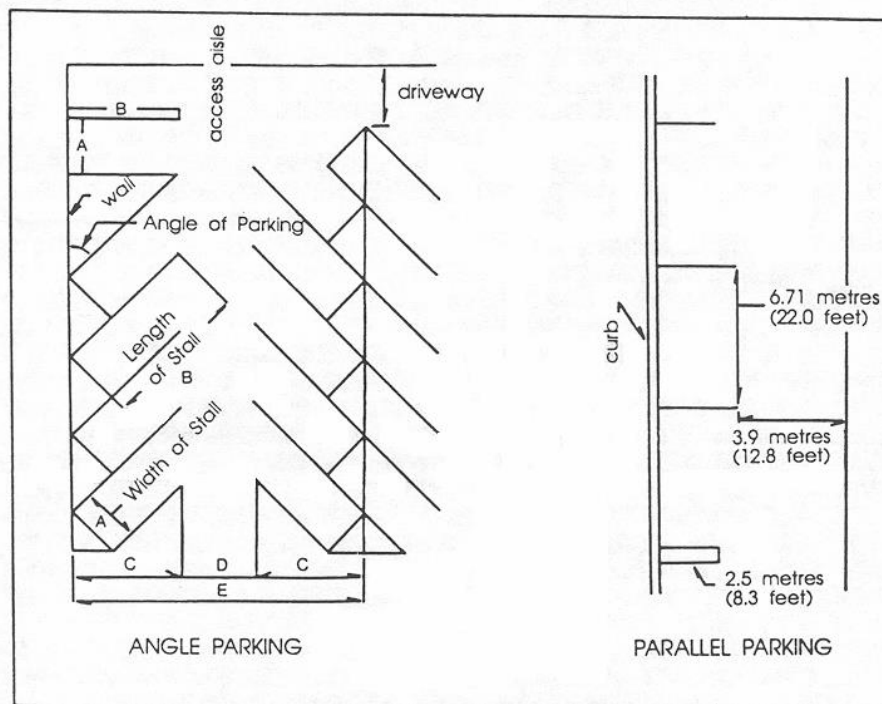 access aisle
driveway
B
A
wall
Angle of Parking
Length
of Stall
B
Width of Stall
A
C D C
E
ANGLE PARKING
curb
6.71 metres
(22.0 feet)
3.9 metres
(12.8 feet)
2.5 metres
(8.3 feet)
PARALLEL PARKING